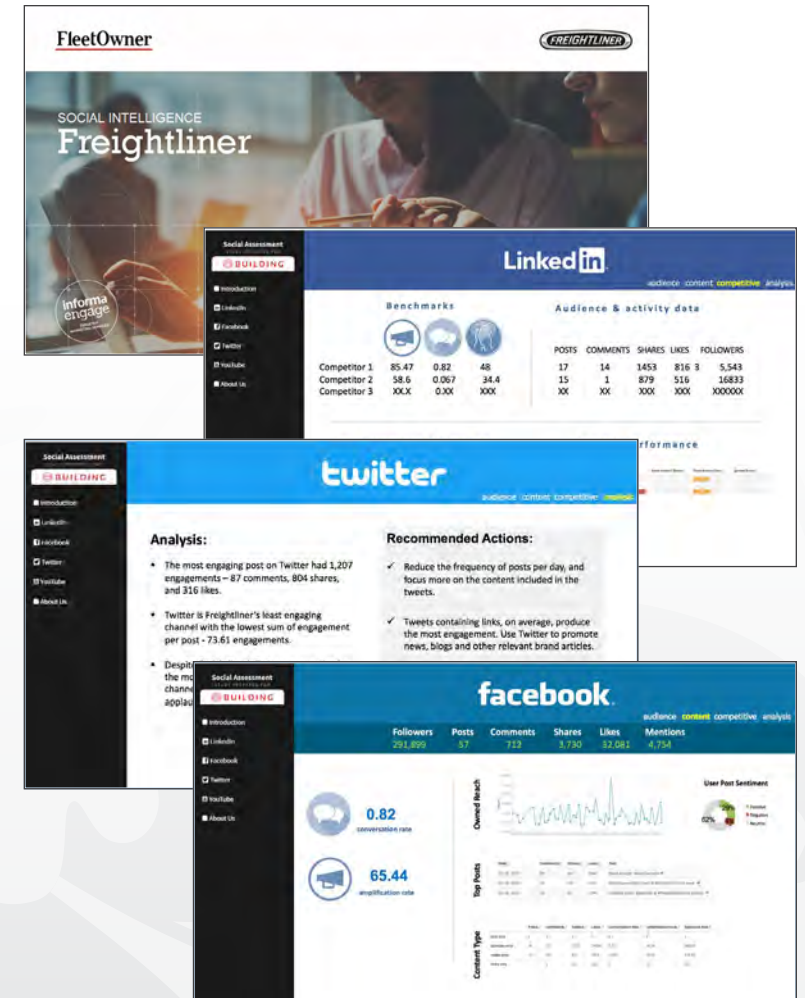 FleetOwner
FREIGHTLINER
SOCIAL INTELLIGENCE
Freightliner
informa
engage
Social Assessment
BUILDING
Introduction
LinkedIn
Facebook
Twitter
YouTube
About Us
Linked in
audience content competitive analysis
Benchmarks
Audience & activity data
POSTS COMMENTS SHARES LIKES FOLLOWERS
Competitor 1 85.47 0.82 48 17 14 1453 816 3 5,543
Competitor 2 58.6 0.067 34.4 15 1 879 516 16833
Competitor 3 XX.X 0.XX XXX XX XX XXX XXX XXXXXX
rformance
Social Assessment
BUILDING
Introduction
LinkedIn
Facebook
Twitter
YouTube
About Us
twitter
audience content competitive
Analysis:
• The most engaging post on Twitter had 1,207
engagements – 87 comments, 804 shares,
and 316 likes.
• Twitter is Freightliner's least engaging
channel with the lowest sum of engagement
per post - 73.61 engagements.
• Despit
the mo
channe
applau
Recommended Actions:
✓ Reduce the frequency of posts per day, and
focus more on the content included in the
tweets.
✓ Tweets containing links, on average, produce
the most engagement. Use Twitter to promote
news, blogs and other relevant brand articles.
Social Assessment
BUILDING
Introduction
LinkedIn
Facebook
Twitter
YouTube
About Us
facebook
audience content competitive analysis
Followers Posts Comments Shares Likes Mentions
291,899 57 712 3,730 32,081 4,754
0.82
conversation rate
65.44
amplification rate
Owned Reach
User Post Sentiment
Top Posts
Content Type